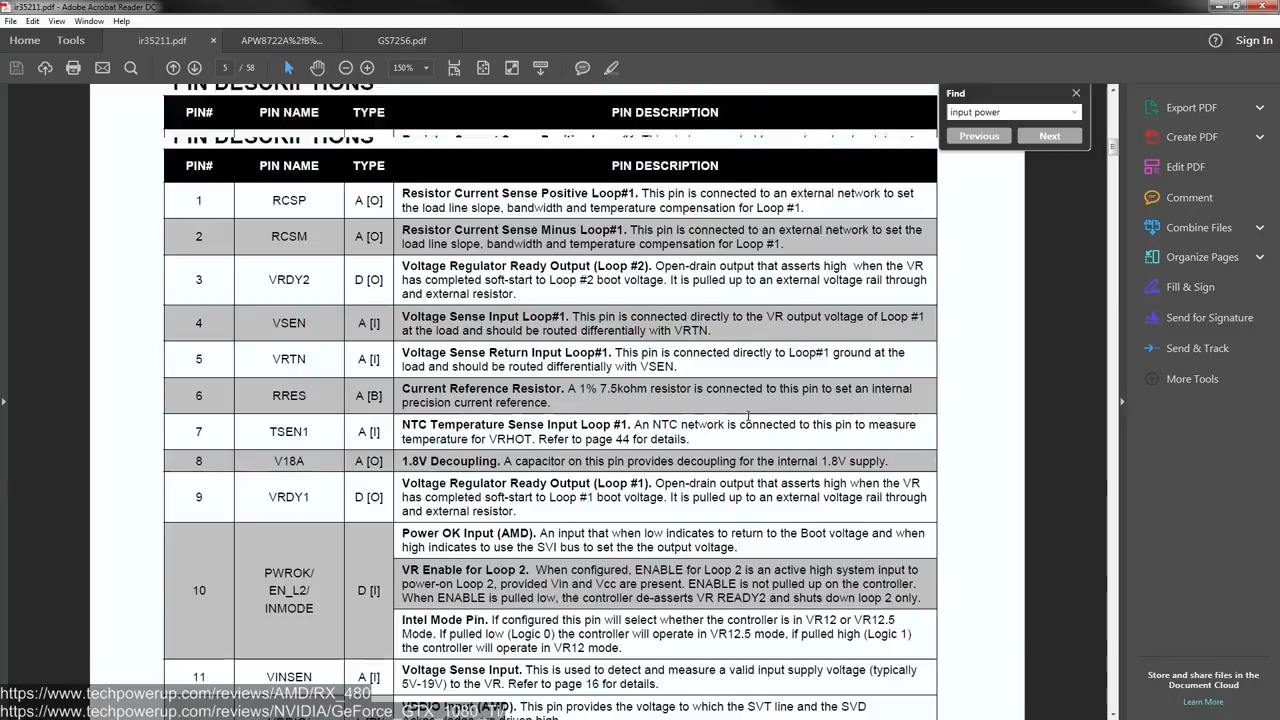 ir35211.pdf - Adobe Acrobat Reader DC
File Edit View Window Help
Home Tools ir35211.pdf × APW8722A%2fB%... GS7256.pdf Sign In
5 / 58 150%
PIN DESCRIPTIONS
PIN# PIN NAME TYPE PIN DESCRIPTION
PIN DESCRIPTIONS
PIN# PIN NAME TYPE PIN DESCRIPTION
1 RCSP A [O] Resistor Current Sense Positive Loop#1. This pin is connected to an external network to set
the load line slope, bandwidth and temperature compensation for Loop #1.
2 RCSM A [O] Resistor Current Sense Minus Loop#1. This pin is connected to an external network to set the
load line slope, bandwidth and temperature compensation for Loop #1.
3 VRDY2 D [O] Voltage Regulator Ready Output (Loop #2). Open-drain output that asserts high when the VR
has completed soft-start to Loop #2 boot voltage. It is pulled up to an external voltage rail through
and external resistor.
4 VSEN A [I] Voltage Sense Input Loop#1. This pin is connected directly to the VR output voltage of Loop #1
at the load and should be routed differentially with VRTN.
5 VRTN A [I] Voltage Sense Return Input Loop#1. This pin is connected directly to Loop#1 ground at the
load and should be routed differentially with VSEN.
6 RRES A [B] Current Reference Resistor. A 1% 7.5kohm resistor is connected to this pin to set an internal
precision current reference.
7 TSEN1 A [I] NTC Temperature Sense Input Loop #1. An NTC network is connected to this pin to measure
temperature for VRHOT. Refer to page 44 for details.
8 V18A A [O] 1.8V Decoupling. A capacitor on this pin provides decoupling for the internal 1.8V supply.
9 VRDY1 D [O] Voltage Regulator Ready Output (Loop #1). Open-drain output that asserts high when the VR
has completed soft-start to Loop #1 boot voltage. It is pulled up to an external voltage rail through
and external resistor.
10 PWROK/
EN_L2/
INMODE
D [I]
Power OK Input (AMD). An input that when low indicates to return to the Boot voltage and when
high indicates to use the SVI bus to set the the output voltage.
VR Enable for Loop 2. When configured, ENABLE for Loop 2 is an active high system input to
power-on Loop 2, provided Vin and Vcc are present. ENABLE is not pulled up on the controller.
When ENABLE is pulled low, the controller de-asserts VR READY2 and shuts down loop 2 only.
Intel Mode Pin. If configured this pin will select whether the controller is in VR12 or VR12.5
Mode. If pulled low (Logic 0) the controller will operate in VR12.5 mode, if pulled high (Logic 1)
the controller will operate in VR12 mode.
11 VINSEN A [I] Voltage Sense Input. This is used to detect and measure a valid input supply voltage (typically
5V-19V) to the VR. Refer to page 16 for details.
This pin provides the voltage to which the SVT line and the SVD
Find
input power
Previous Next
Export PDF
Create PDF
Edit PDF
Comment
Combine Files
Organize Pages
Fill & Sign
Send for Signature
Send & Track
More Tools
Store and share files in the
Document Cloud
Learn More
https://www.techpowerup.com/reviews/AMD/RX_480
https://www.techpowerup.com/reviews/NVIDIA/GeForce_GTX_1080_Ti/